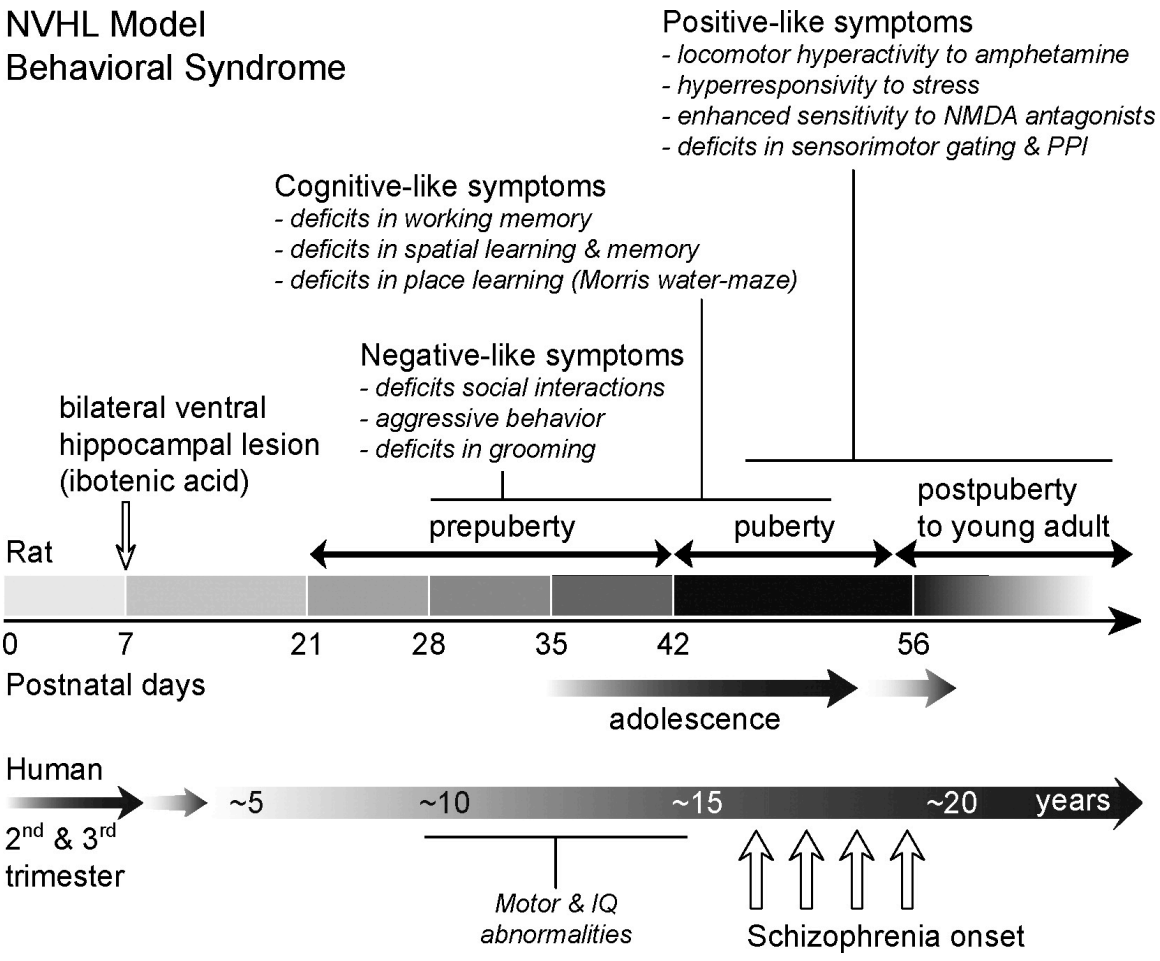 NVHL Model
Behavioral Syndrome
Positive-like symptoms
- locomotor hyperactivity to amphetamine
- hyperresponsivity to stress
- enhanced sensitivity to NMDA antagonists
- deficits in sensorimotor gating & PPI
Cognitive-like symptoms
- deficits in working memory
- deficits in spatial learning & memory
- deficits in place learning (Morris water-maze)
Negative-like symptoms
- deficits social interactions
- aggressive behavior
- deficits in grooming
bilateral ventral
hippocampal lesion
(ibotenic acid)
prepuberty
puberty
postpuberty
to young adult
Rat
0 7 21 28 35 42 56
Postnatal days
adolescence
Human
~5 ~10 ~15 ~20 years
2nd & 3rd
trimester
Motor & IQ
abnormalities
Schizophrenia onset